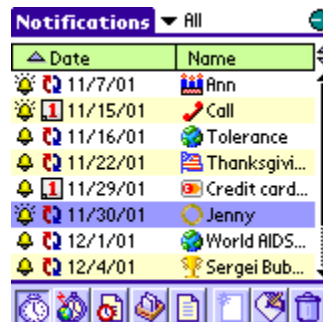 Notifications All
Date Name
11/7/01 Ann
1 11/15/01 Call
11/16/01 Tolerance
11/22/01 Thanksgivi...
1 11/29/01 Credit card...
11/30/01 Jenny
12/1/01 World AIDS...
12/4/01 Sergei Bub...